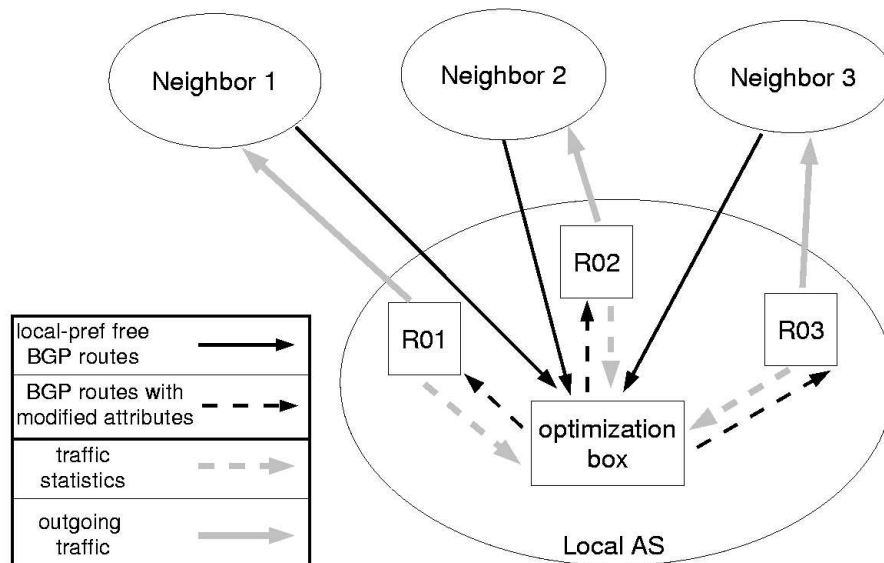 Neighbor 1
Neighbor 2
Neighbor 3
R02
R01
R03
optimization
box
Local AS
local-pref free
BGP routes
BGP routes with
modified attributes
traffic
statistics
outgoing
traffic